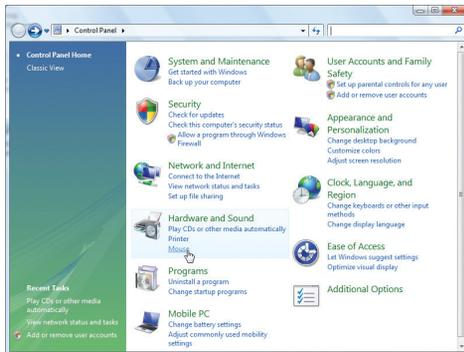 Control Panel
Control Panel Home
Classic View
System and Maintenance
Get started with Windows
Back up your computer
Security
Check for updates
Check this computer's security status
Allow a program through Windows
Firewall
Network and Internet
Connect to the Internet
View network status and tasks
Set up file sharing
Hardware and Sound
Play CDs or other media automatically
Printer
Mouse
Programs
Uninstall a program
Change startup programs
Mobile PC
Change battery settings
Adjust commonly used mobility
settings
User Accounts and Family
Safety
Set up parental controls for any user
Add or remove user accounts
Appearance and
Personalization
Change desktop background
Customize colors
Adjust screen resolution
Clock, Language, and
Region
Change keyboards or other input
methods
Change display language
Ease of Access
Let Windows suggest settings
Optimize visual display
Additional Options
Recent Tasks
Play CDs or other media
automatically
View network status and tasks
Add or remove user accounts